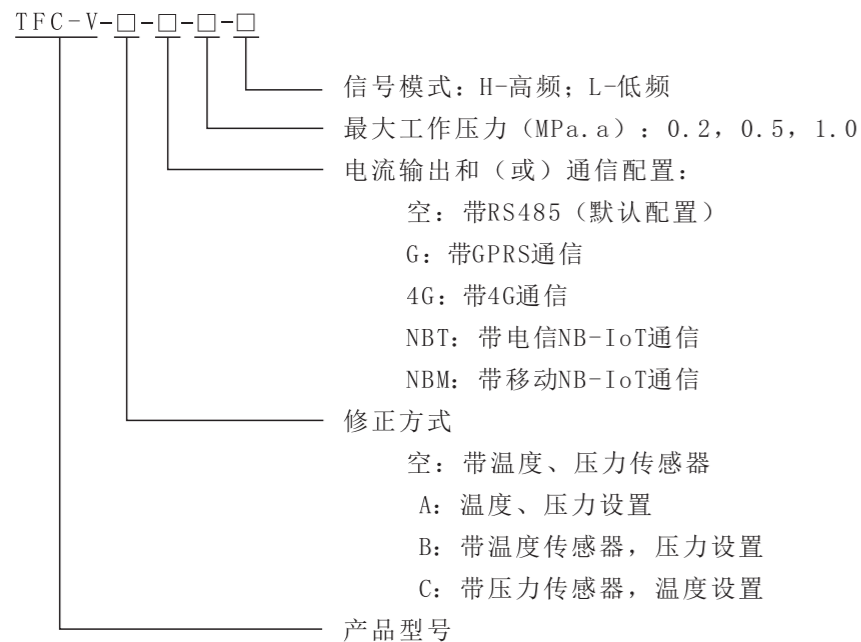 TFC-V-□-□-□-□
信号模式：H-高频；L-低频
最大工作压力（MPa.a）：0.2，0.5，1.0
电流输出和（或）通信配置：
空：带RS485（默认配置）
G：带GPRS通信
4G：带4G通信
NBT：带电信NB-IoT通信
NBM：带移动NB-IoT通信
修正方式
空：带温度、压力传感器
A：温度、压力设置
B：带温度传感器，压力设置
C：带压力传感器，温度设置
产品型号